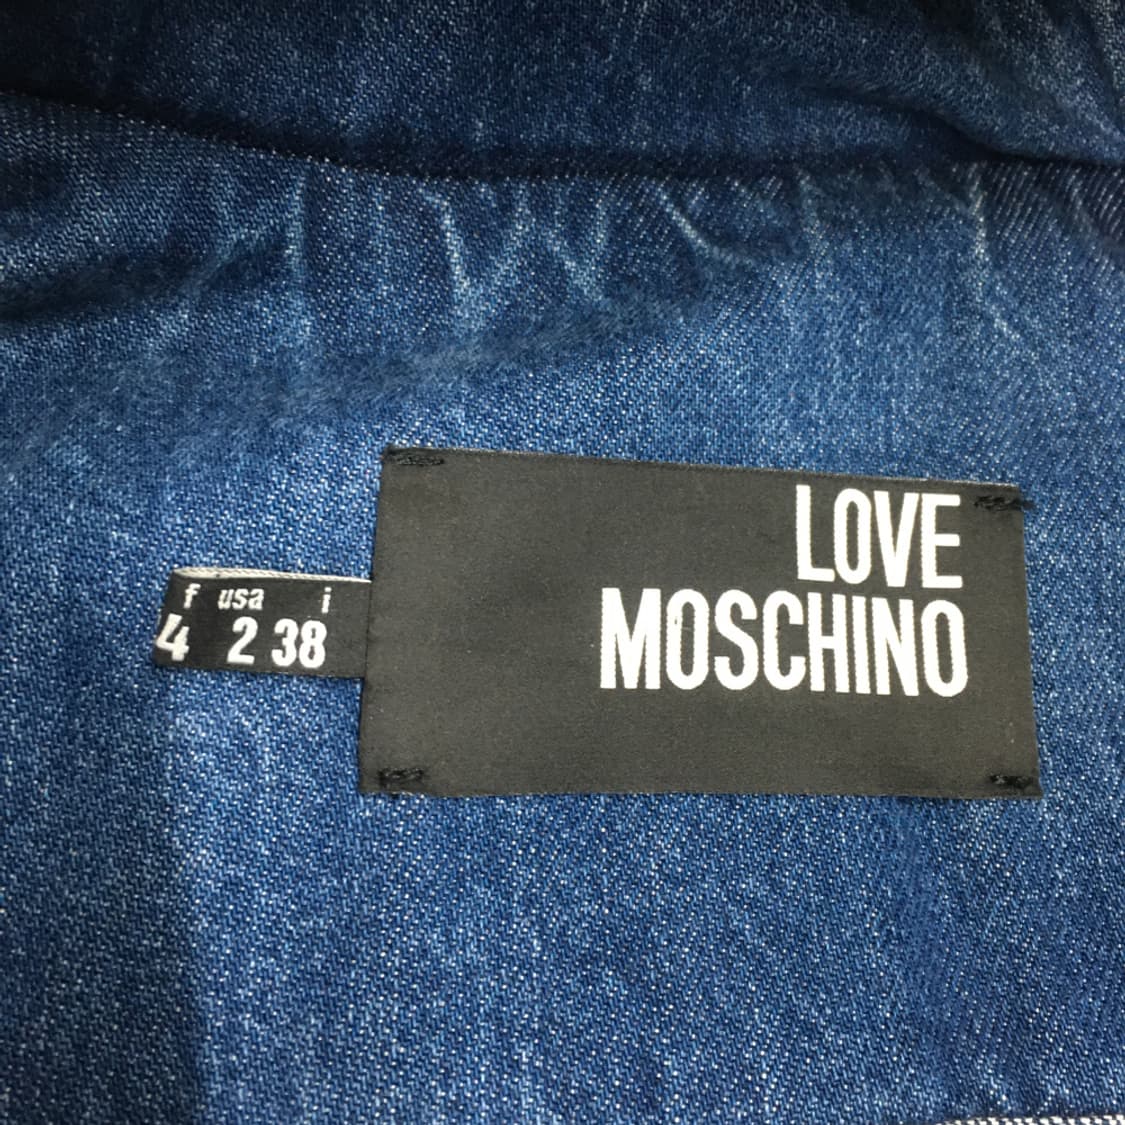 LOVE
MOSCHINO
f usa i
4 2 38